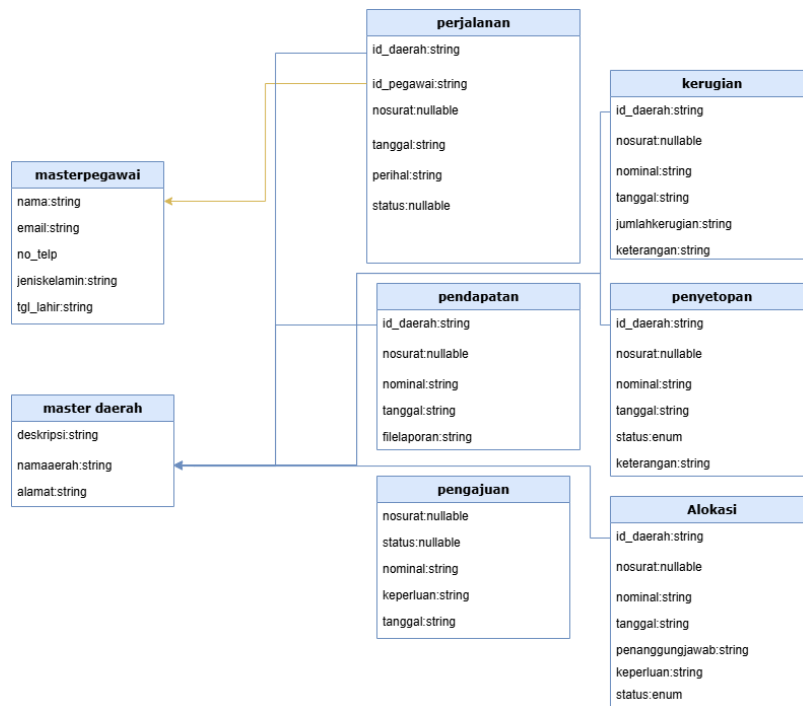 perjalanan
id_daerah:string
id_pegawai:string
nosurat:nullable
tanggal:string
perihal:string
status:nullable
kerugian
id_daerah:string
nosurat:nullable
nominal:string
tanggal:string
jumlahkerugian:string
keterangan:string
masterpegawai
nama:string
email:string
no_telp
jeniskelamin:string
tgl_lahir:string
pendapatan
id_daerah:string
nosurat:nullable
nominal:string
tanggal:string
filelaporan:string
penyetopan
id_daerah:string
nosurat:nullable
nominal:string
tanggal:string
status:enum
keterangan:string
master daerah
deskripsi:string
namaaerah:string
alamat:string
pengajuan
nosurat:nullable
status:nullable
nominal:string
keperluan:string
tanggal:string
Alokasi
id_daerah:string
nosurat:nullable
nominal:string
tanggal:string
penanggungjawab:string
keperluan:string
status:enum